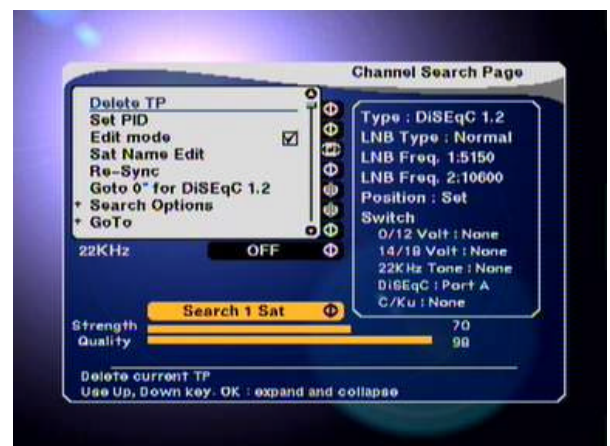 Channel Search Page
Delete TP
Set PID
Edit mode
Sat Name Edit
Re-Sync
Goto 0° for DiSEqC 1.2
+ Search Options
+ GoTo
22KHz OFF
Search 1 Sat
Strength 70
Quality 98
Type : DiSEqC 1.2
LNB Type : Normal
LNB Freq. 1:5150
LNB Freq. 2:10600
Position : Set
Switch
0/12 Volt : None
14/18 Volt : None
22KHz Tone : None
DiSEqC : Port A
C/Ku : None
Delete current TP
Use Up, Down key. OK : expand and collapse